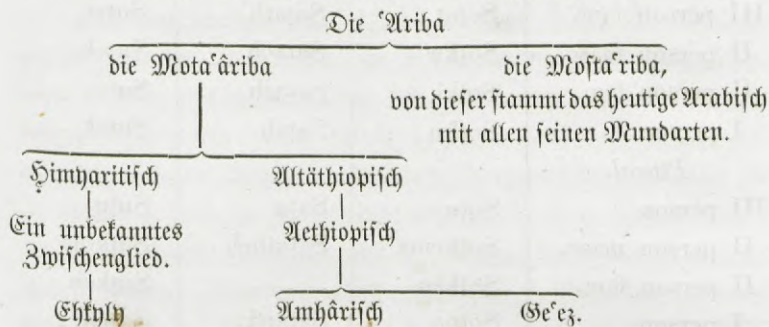 Die ʿAriba
die Motaʿâriba die Mostaʿriba,
von dieser stammt das heutige Arabisch
mit allen seinen Mundarten.
Himyaritisch Altäthiopisch
Ein unbekanntes Aethiopisch
Zwischenglied.
Ehkyly Amhârisch Geʿez.